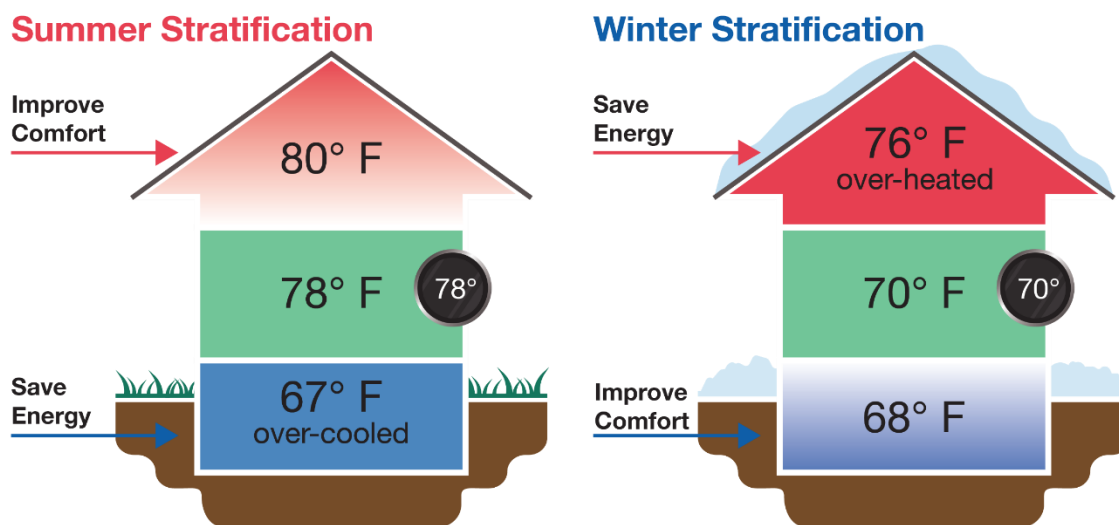 Summer Stratification
Improve
Comfort
80° F
78° F
78°
Save
Energy
67° F
over-cooled
Winter Stratification
Save
Energy
76° F
over-heated
70° F
70°
Improve
Comfort
68° F